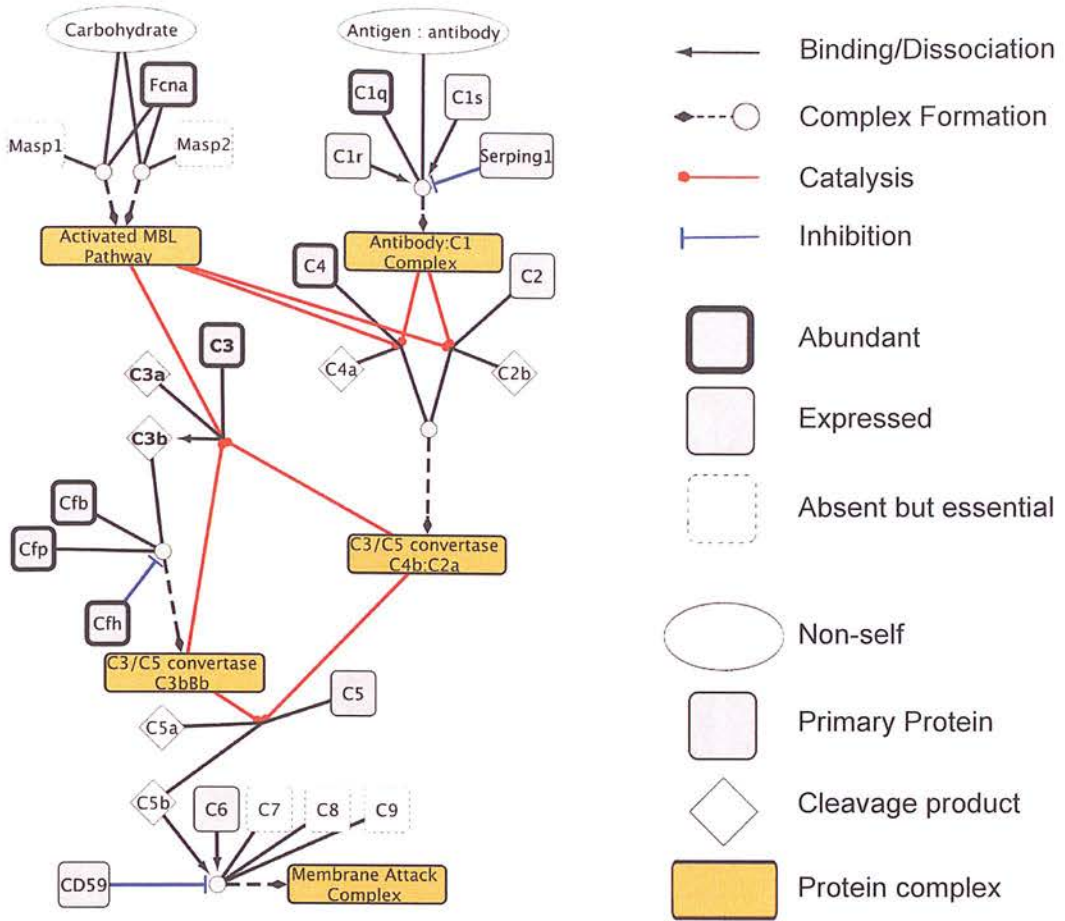 Carbohydrate
Antigen : antibody
Fcna
C1q
C1s
Masp1
Masp2
C1r
Serping1
Activated MBL
Pathway
Antibody:C1
Complex
C4
C2
C3
C3a
C4a
C2b
C3b
Cfb
Cfp
Cfh
C3/C5 convertase
C4b:C2a
C3/C5 convertase
C3bBb
C5
C5a
C5b
C6
C7
C8
C9
CD59
Membrane Attack
Complex
Binding/Dissociation
Complex Formation
Catalysis
Inhibition
Abundant
Expressed
Absent but essential
Non-self
Primary Protein
Cleavage product
Protein complex